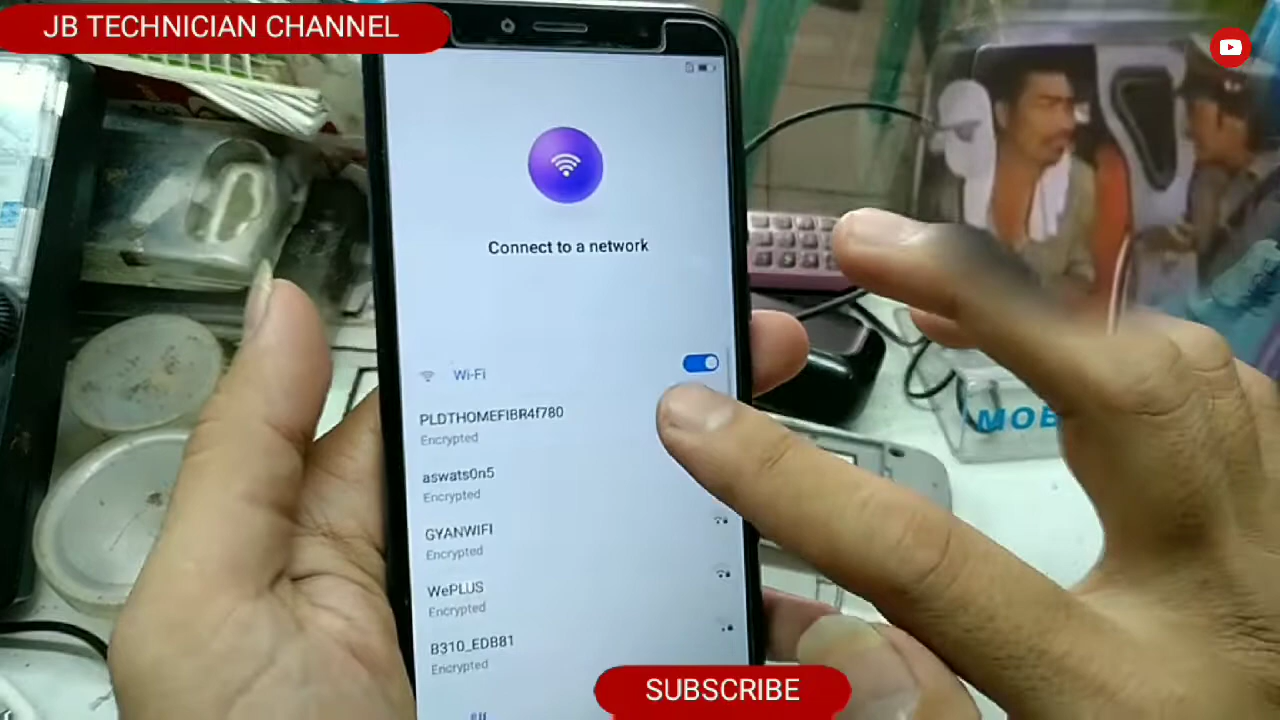 JB TECHNICIAN CHANNEL
Connect to a network
Wi-Fi
PLDTHOMEFIBR4f780
Encrypted
aswats0n5
Encrypted
GYANWIFI
Encrypted
WePLUS
Encrypted
B310_EDB81
Encrypted
MOB
SUBSCRIBE